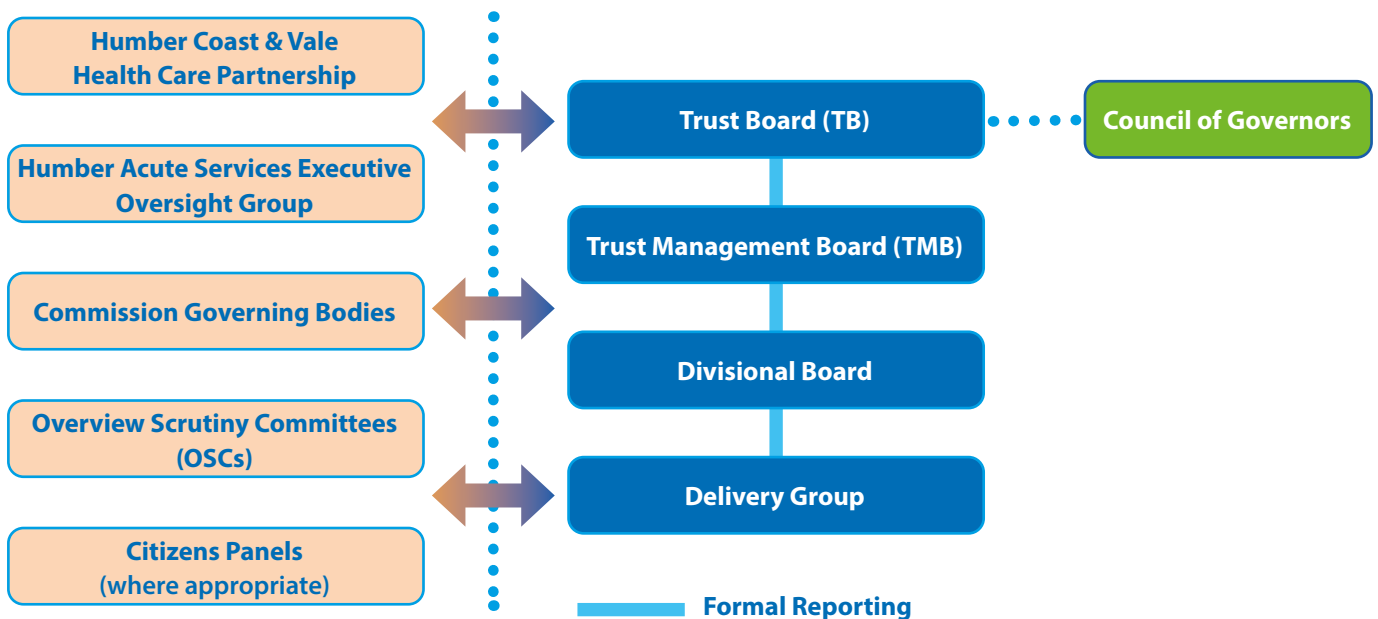 Humber Coast & Vale
Health Care Partnership
Humber Acute Services Executive
Oversight Group
Commission Governing Bodies
Overview Scrutiny Committees
(OSCs)
Citizens Panels
(where appropriate)
Trust Board (TB)
Council of Governors
Trust Management Board (TMB)
Divisional Board
Delivery Group
Formal Reporting